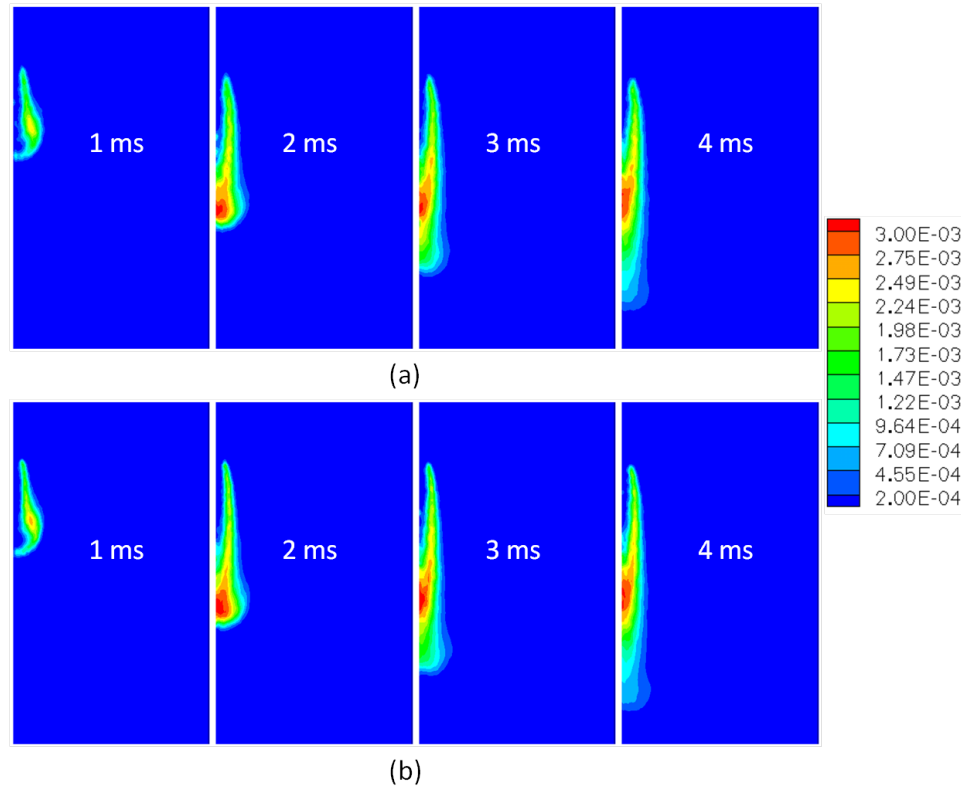 1 ms
2 ms
3 ms
4 ms
(a)
3.00E-03
2.75E-03
2.49E-03
2.24E-03
1.98E-03
1.73E-03
1.47E-03
1.22E-03
9.64E-04
7.09E-04
4.55E-04
2.00E-04
1 ms
2 ms
3 ms
4 ms
(b)